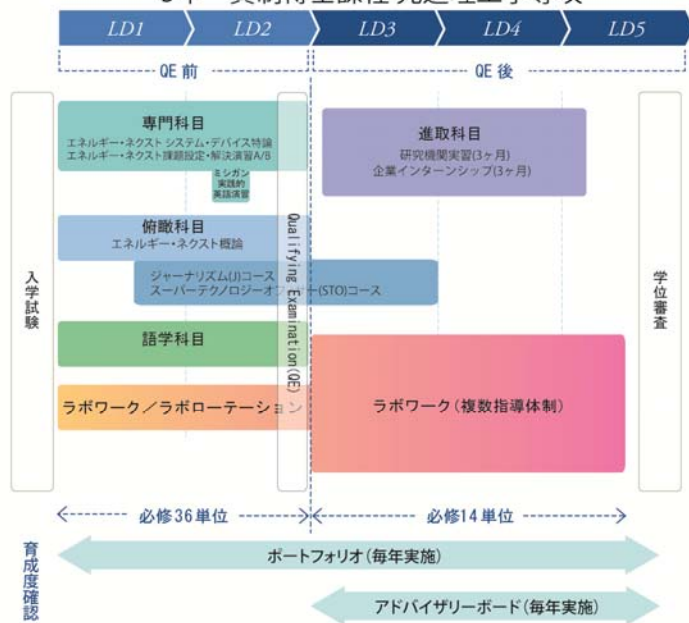 LD1 LD2 LD3 LD4 LD5
QE前 QE後
専門科目
エネルギー・ネクスト システム・デバイス特論
エネルギー・ネクスト課題設定・解決演習A/B
ミシガン
実践的
英語演習
進取科目
研究機関実習(3ヶ月)
企業インターンシップ(3ヶ月)
俯瞰科目
エネルギー・ネクスト概論
ジャーナリズム(J)コース
スーパーテクノロジーオフィサー(STO)コース
語学科目
ラボワーク／ラボローテーション
ラボワーク(複数指導体制)
入学試験
Qualifying Examination(QE)
学位審査
必修36単位 必修14単位
育成度確認
ポートフォリオ(毎年実施)
アドバイザリーボード(毎年実施)